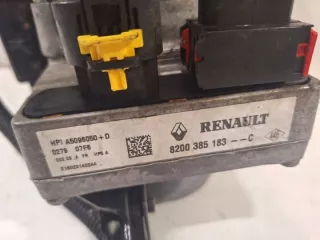 HPI A5096050+D
0279 07F6
RENAULT
8200 385 183 --C